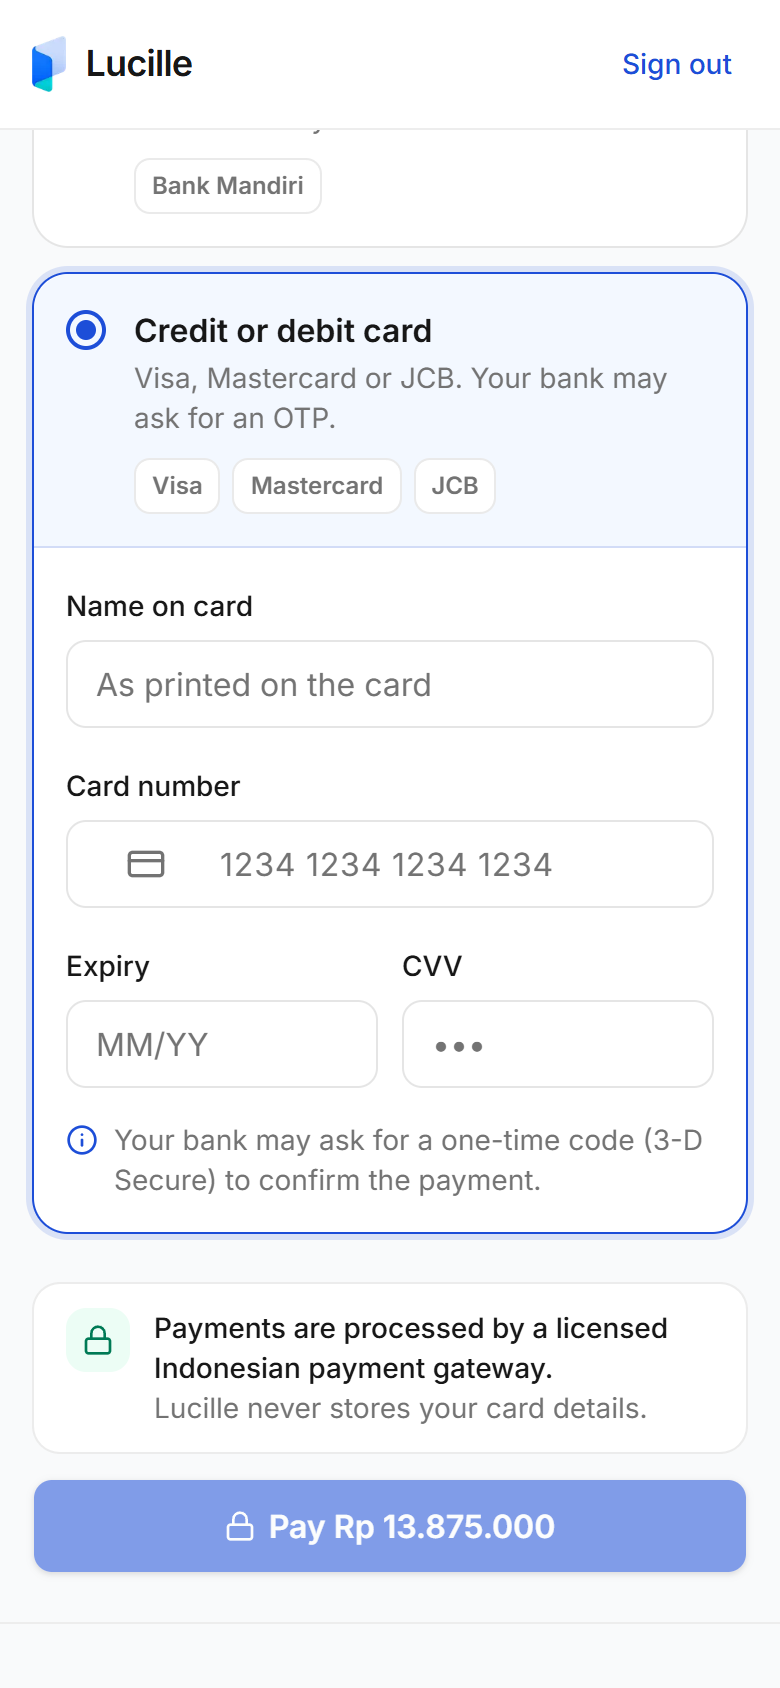 Lucille
Sign out
Bank Mandiri
Credit or debit card
Visa, Mastercard or JCB. Your bank may
ask for an OTP.
Visa
Mastercard
JCB
Name on card
As printed on the card
Card number
1234 1234 1234 1234
Expiry
CVV
MM/YY
•••
Your bank may ask for a one-time code (3-D
Secure) to confirm the payment.
Payments are processed by a licensed
Indonesian payment gateway.
Lucille never stores your card details.
Pay Rp 13.875.000